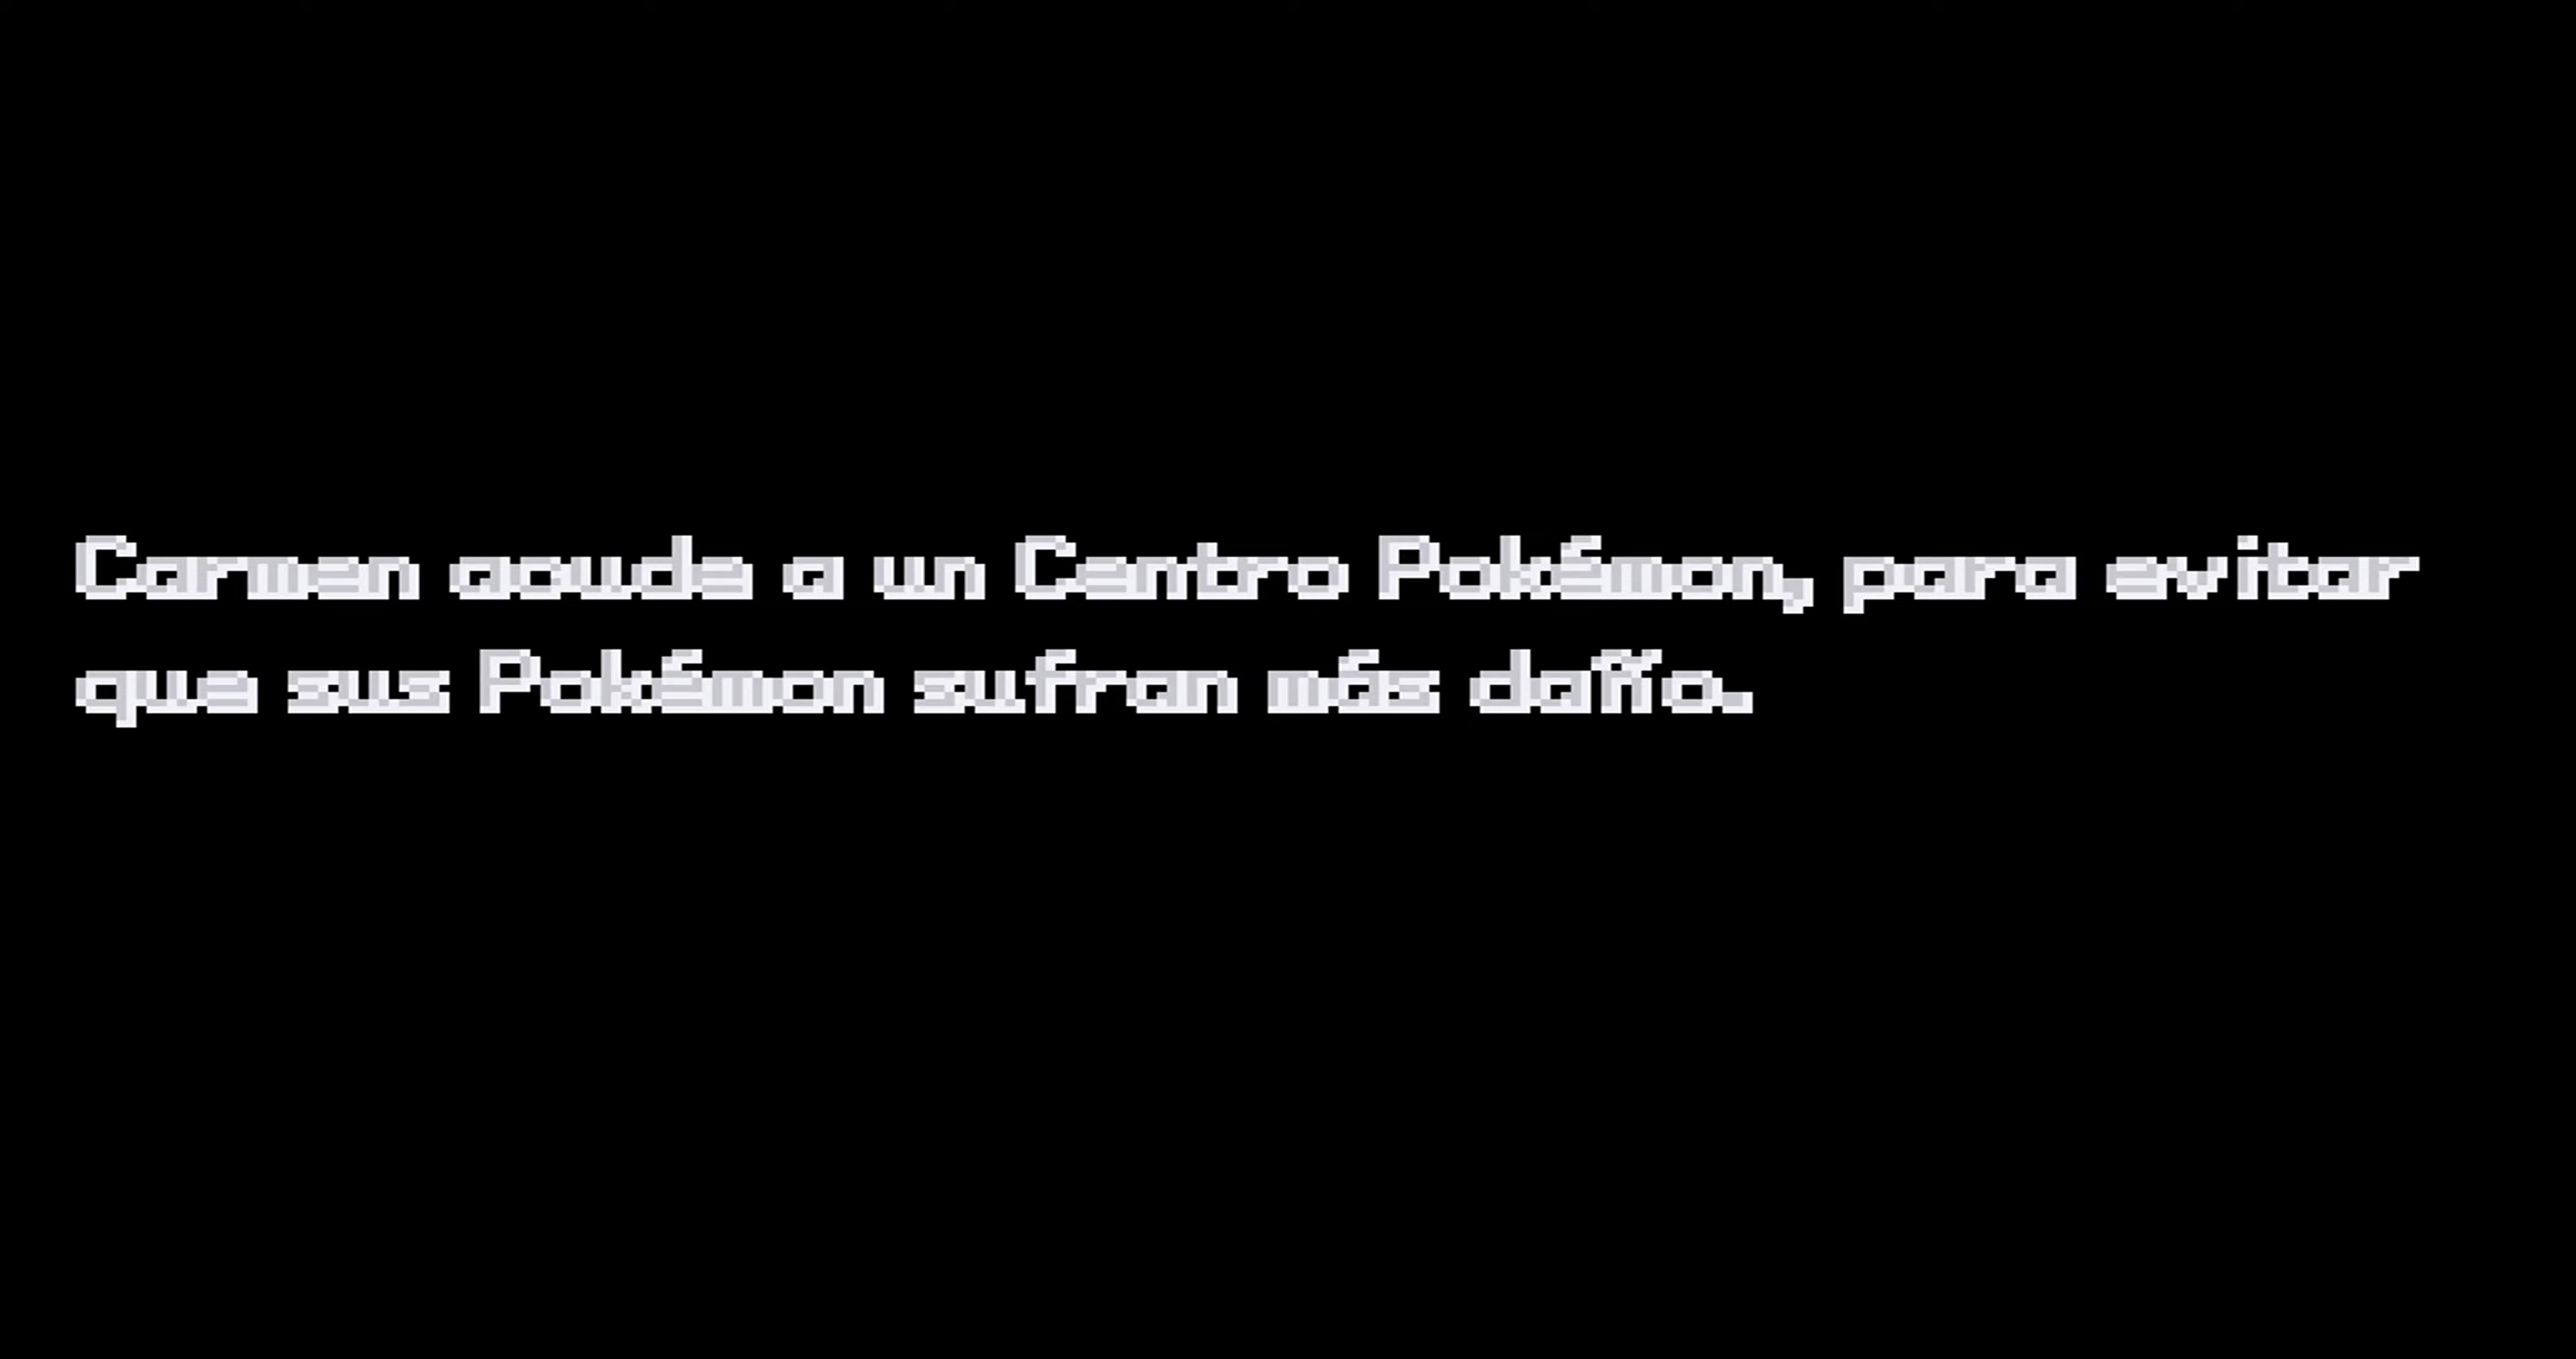 Carmen acude a un Centro Pokémon, para evitar
que sus Pokémon sufran más daño.